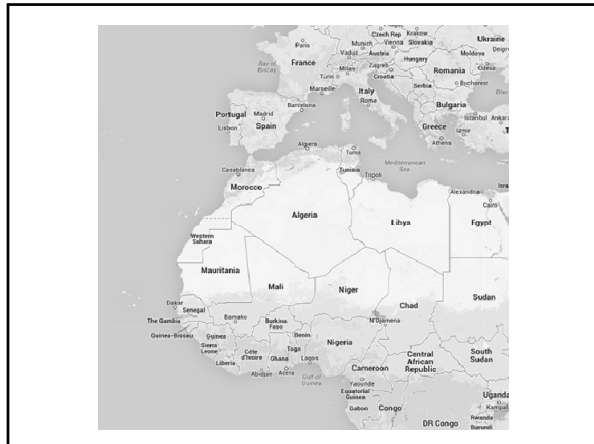 Paris
Czech Rep
Krakow
Ukraine
Munich
Vienna
Slovakia
Vaduz
Austria
Moldova
Bay of
Biscay
France
Zagreb
Hungary
Odesa
Turin
Milan
Croatia
Romania
Marseille
Serbia
Bucharest
Italy
Roma
Bulgaria
Barcelona
Portugal
Madrid
Istanbul
Lisbon
Spain
Greece
Izmir
Athens
Algiers
Tunis
Mediterranean
Sea
Casablanca
Tunisia
Tripoli
Morocco
Alexandria
Cairo
Algeria
Libya
Egypt
Western
Sahara
Mauritania
Mali
Niger
Chad
Sudan
Dakar
Senegal
The Gambia
Bamako
Burkina
Faso
N'Djamena
Guinea-Bissau
Guinea
Benin
Sierra
Leone
Togo
Nigeria
Côte
d'Ivoire
Ghana
Lagos
Liberia
Abidjan
Accra
Central
African
Republic
South
Sudan
Cameroon
Gulf of
Guinea
Yaounde
Equatorial
Guinea
Uganda
Kampala
Gabon
Congo
DR Congo
Rwanda
Burundi